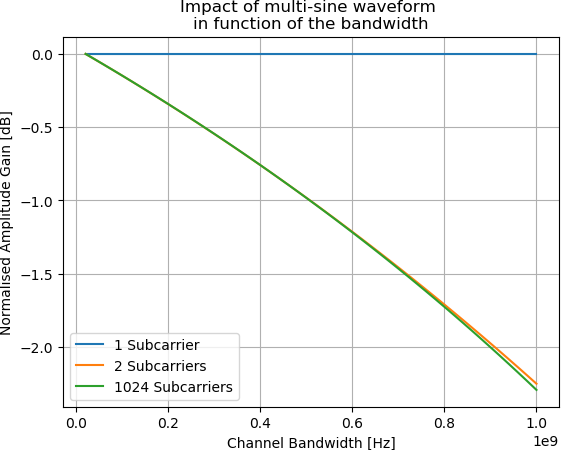 Impact of multi-sine waveform
in function of the bandwidth
Normalised Amplitude Gain [dB]
0.0
−0.5
−1.0
−1.5
−2.0
1 Subcarrier
2 Subcarriers
1024 Subcarriers
0.0 0.2 0.4 0.6 0.8 1.0
1e9
Channel Bandwidth [Hz]